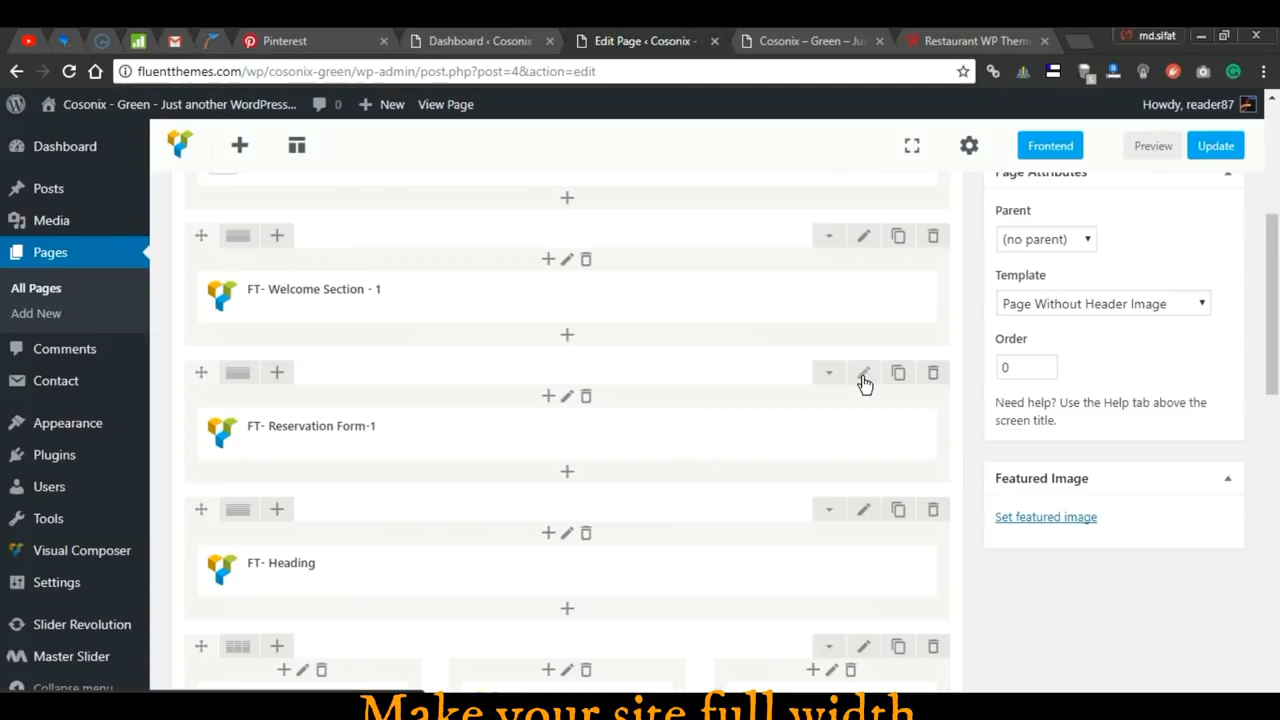 Pinterest
Dashboard ‹ Cosonix
Edit Page ‹ Cosonix -
Cosonix – Green – Jus
Restaurant WP Them
md.sifat
fluentthemes.com/wp/cosonix-green/wp-admin/post.php?post=4&action=edit
Cosonix - Green - Just another WordPress...
0
New
View Page
Howdy, reader87
Dashboard
Posts
Media
Pages
All Pages
Add New
Comments
Contact
Appearance
Plugins
Users
Tools
Visual Composer
Settings
Slider Revolution
Master Slider
Collapse menu
Frontend
Preview
Update
FT- Welcome Section - 1
FT- Reservation Form-1
FT- Heading
Page Attributes
Parent
(no parent)
Template
Page Without Header Image
Order
0
Need help? Use the Help tab above the
screen title.
Featured Image
Set featured image
Make your site full width